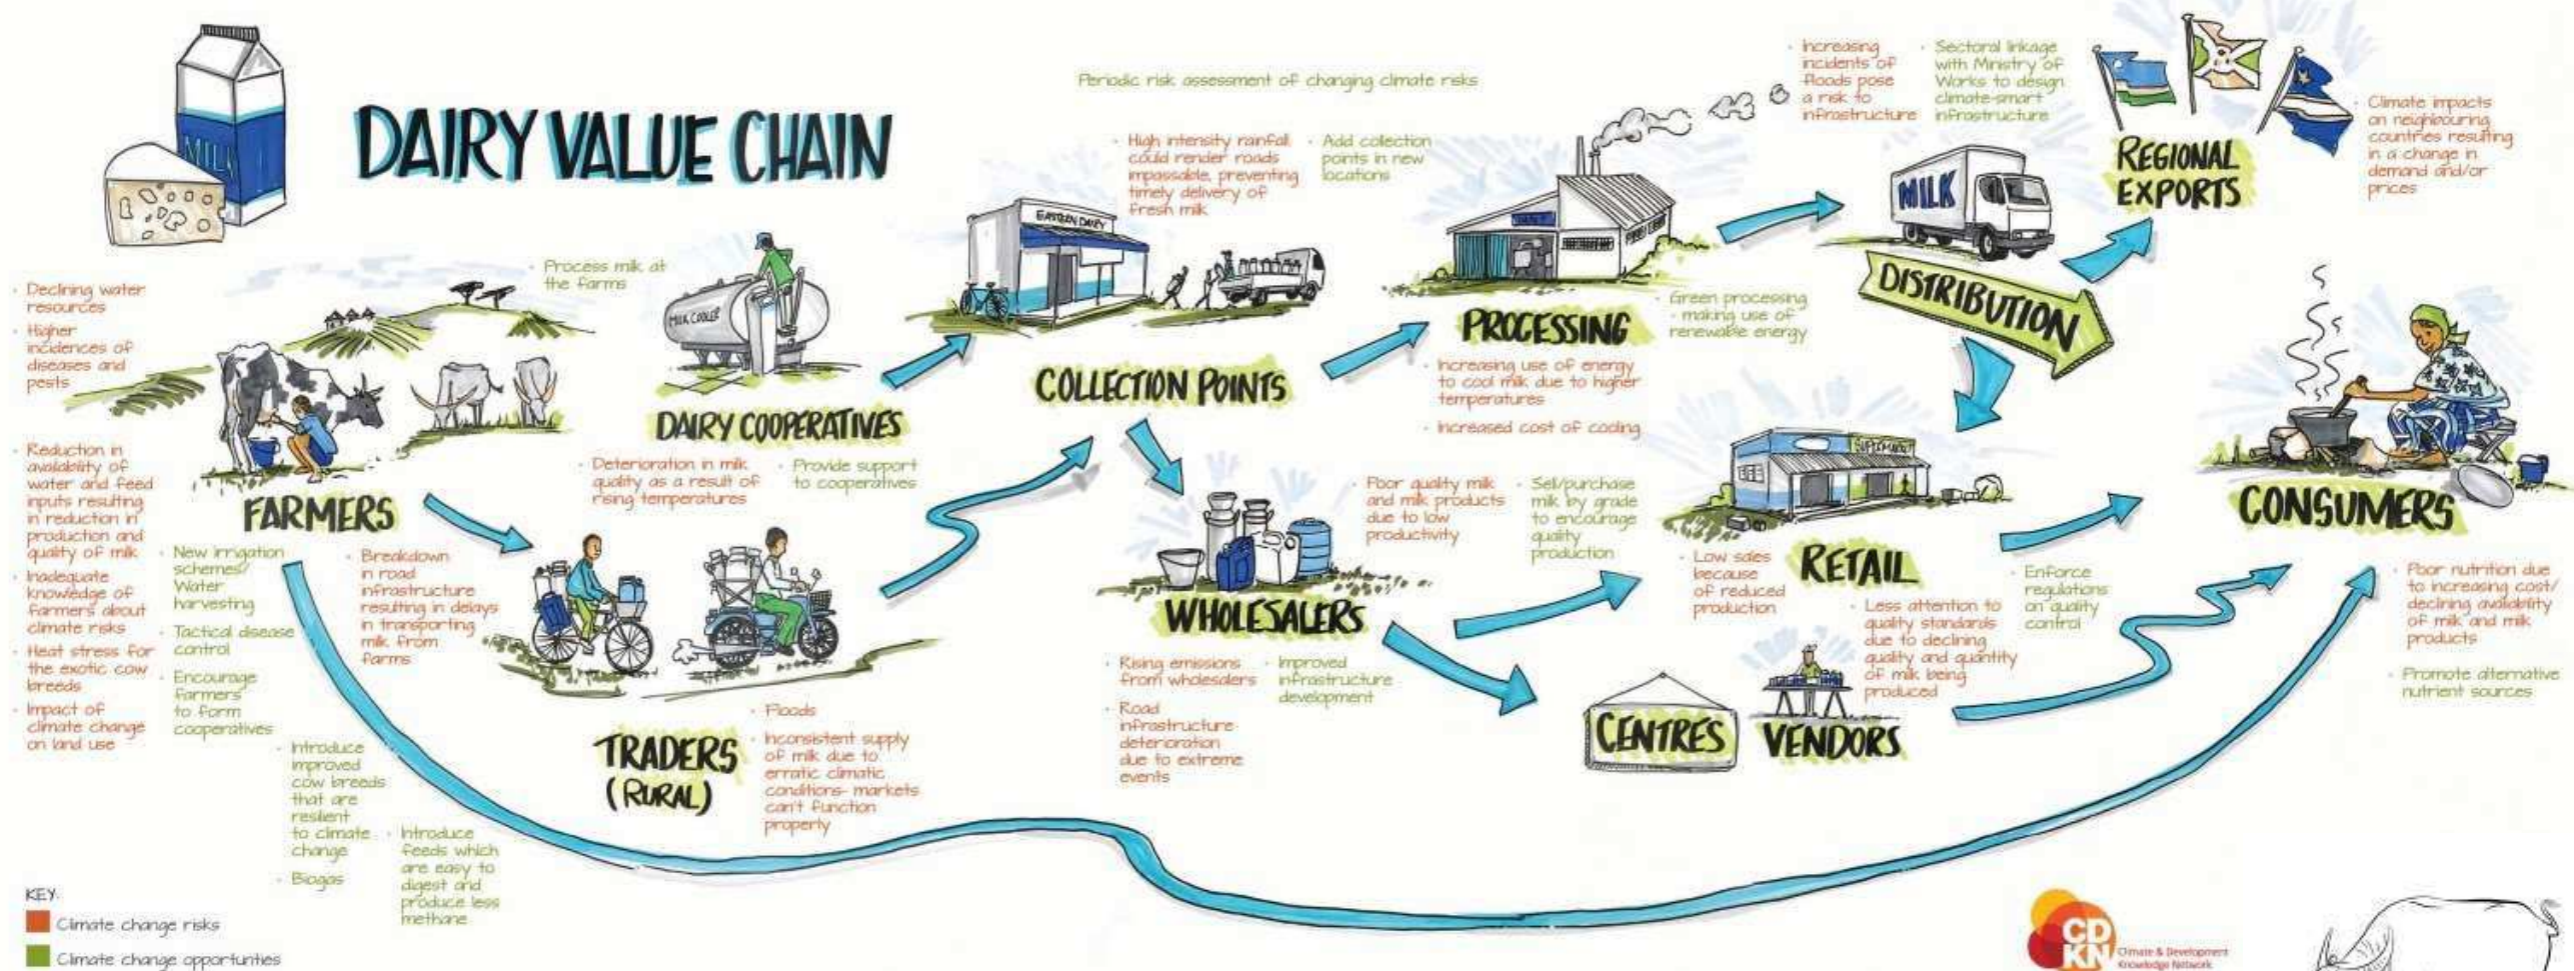 DAIRY VALUE CHAIN
MILK
Periodic risk assessment of changing climate risks
• Declining water
resources
• Higher
incidences of
diseases and
pests
• Reduction in
availability of
water and feed
inputs resulting
in reduction in
production and
quality of milk
• Inadequate
knowledge of
farmers about
climate risks
• Heat stress for
the exotic cow
breeds
• Impact of
climate change
on land use
FARMERS
• New irrigation
schemes/
Water
harvesting
• Tactical disease
control
• Encourage
farmers
to form
cooperatives
• Introduce
improved
cow breeds
that are
resilient
to climate
change
• Biogas
• Introduce
feeds which
are easy to
digest and
produce less
methane
• Breakdown
in road
infrastructure
resulting in delays
in transporting
milk from
farms
• Process milk at
the farms
MILK COOLER
DAIRY COOPERATIVES
• Deterioration in milk
quality as a result of
rising temperatures
• Provide support
to cooperatives
TRADERS
(RURAL)
• Floods
• Inconsistent supply
of milk due to
erratic climatic
conditions- markets
can't function
properly
EASTERN DAIRY
COLLECTION POINTS
• High intensity rainfall
could render roads
impassable, preventing
timely delivery of
fresh milk
• Add collection
points in new
locations
WHOLESALERS
• Rising emissions
from wholesalers
• Road
infrastructure
deterioration
due to extreme
events
• Improved
infrastructure
development
• Poor quality milk
and milk products
due to low
productivity
• Sell/purchase
milk by grade
to encourage
quality
production
PROCESSING
• Green processing
- making use of
renewable energy
• Increasing use of energy
to cool milk due to higher
temperatures
• Increased cost of cooling
• Increasing
incidents of
floods pose
a risk to
infrastructure
• Sectoral linkage
with Ministry of
Works to design
climate-smart
infrastructure
MILK
DISTRIBUTION
REGIONAL
EXPORTS
• Climate impacts
on neighbouring
countries resulting
in a change in
demand and/or
prices
SUPERMARKET
RETAIL
• Low sales
because
of reduced
production
• Enforce
regulations
on quality
control
• Less attention to
quality standards
due to declining
quality and quantity
of milk being
produced
CENTRES
VENDORS
CONSUMERS
• Poor nutrition due
to increasing cost/
declining availability
of milk and milk
products
• Promote alternative
nutrient sources
KEY:
Climate change risks
Climate change opportunties
CD
KN
Climate & Development
Knowledge Network